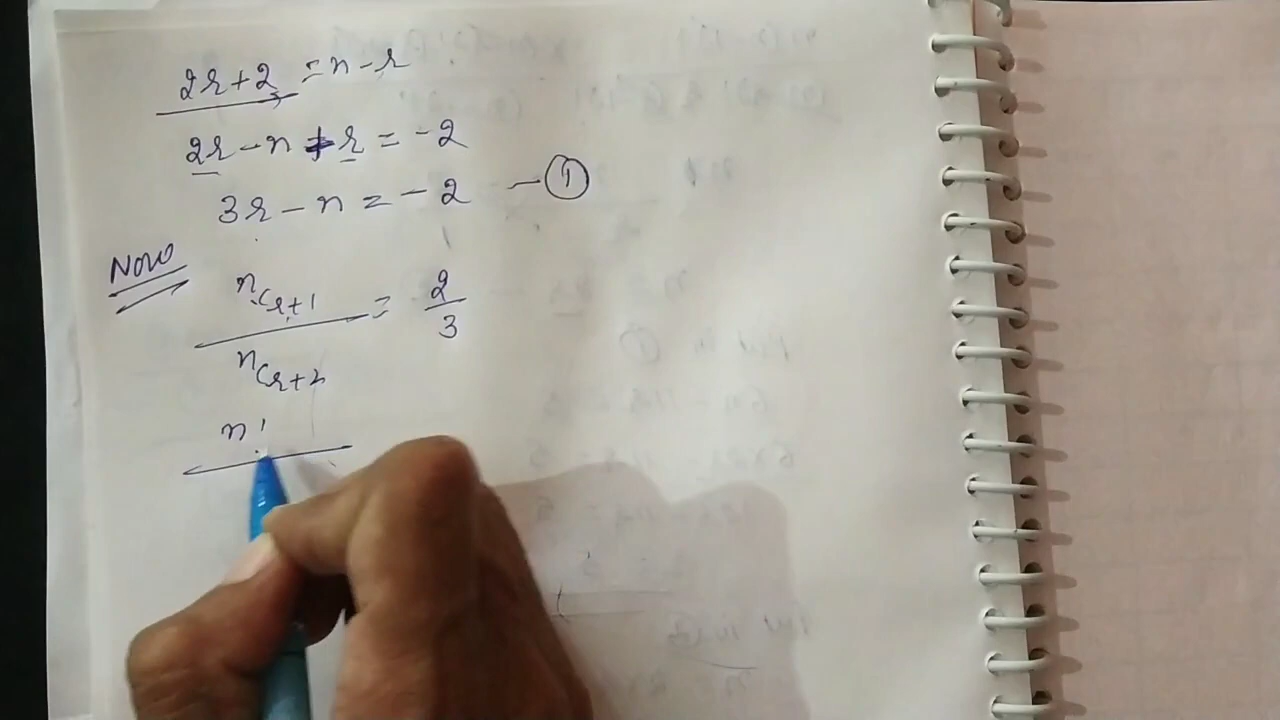 2r+2 = n-r
2r - n + r = -2
3r - n = -2 — ①
Now
nCr+1 = 2
3
nCr+2
n!